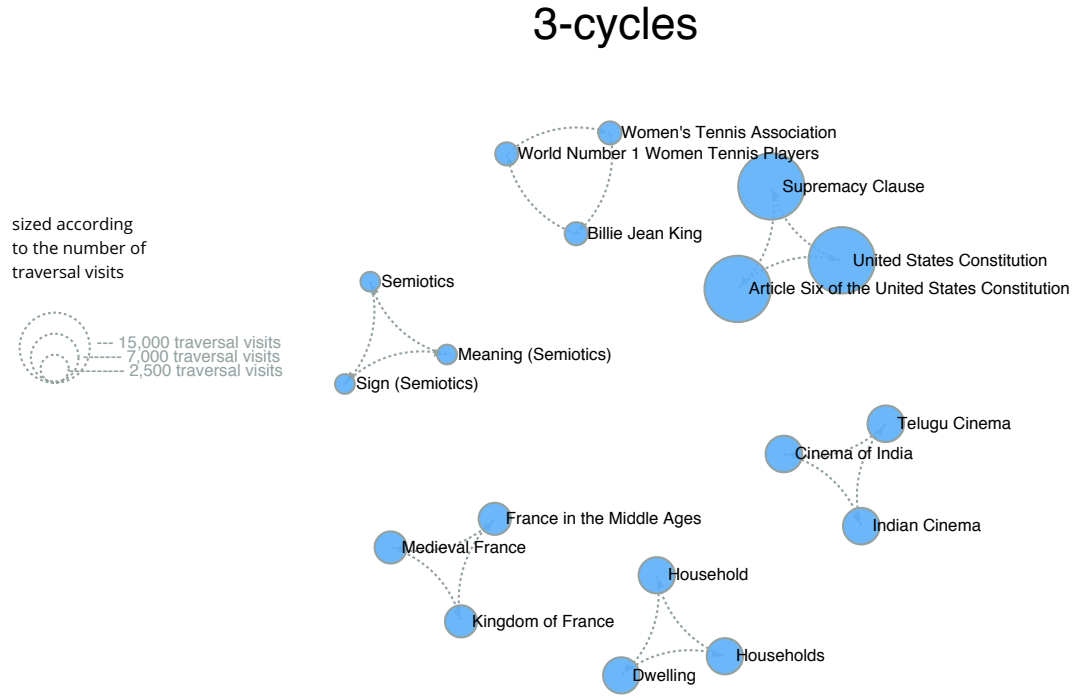 3-cycles
Women's Tennis Association
World Number 1 Women Tennis Players
Supremacy Clause
sized according
to the number of
traversal visits
Billie Jean King
United States Constitution
Semiotics
Article Six of the United States Constitution
15,000 traversal visits
7,000 traversal visits
2,500 traversal visits
Meaning (Semiotics)
Sign (Semiotics)
Telugu Cinema
Cinema of India
France in the Middle Ages
Indian Cinema
Medieval France
Household
Kingdom of France
Households
Dwelling